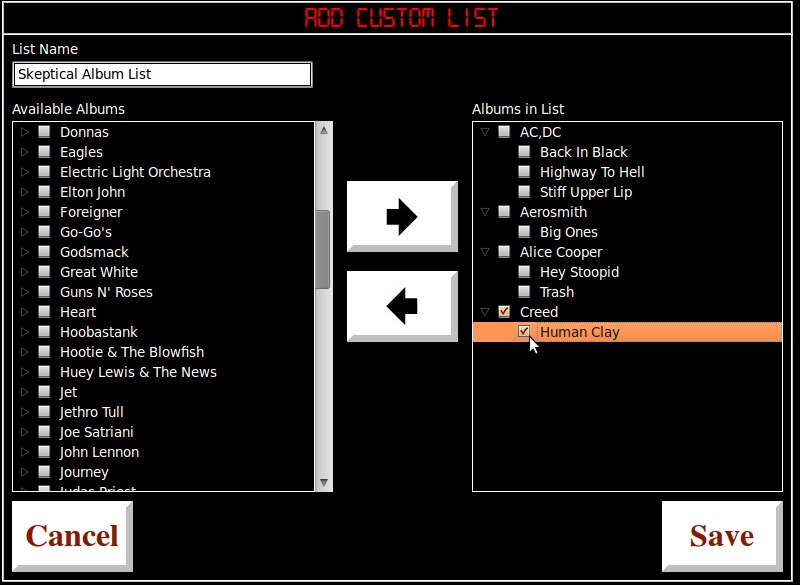 ADD CUSTOM LIST
List Name
Skeptical Album List
Available Albums
Donnas
Eagles
Electric Light Orchestra
Elton John
Foreigner
Go-Go's
Godsmack
Great White
Guns N' Roses
Heart
Hoobastank
Hootie & The Blowfish
Huey Lewis & The News
Jet
Jethro Tull
Joe Satriani
John Lennon
Journey
Judas Priest
Albums in List
AC,DC
Back In Black
Highway To Hell
Stiff Upper Lip
Aerosmith
Big Ones
Alice Cooper
Hey Stoopid
Trash
Creed
Human Clay
Cancel
Save